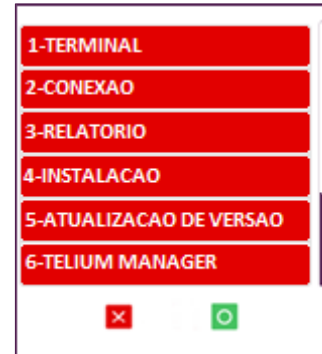 1-TERMINAL
2-CONEXAO
3-RELATORIO
4-INSTALACAO
5-ATUALIZACAO DE VERSAO
6-TELIUM MANAGER